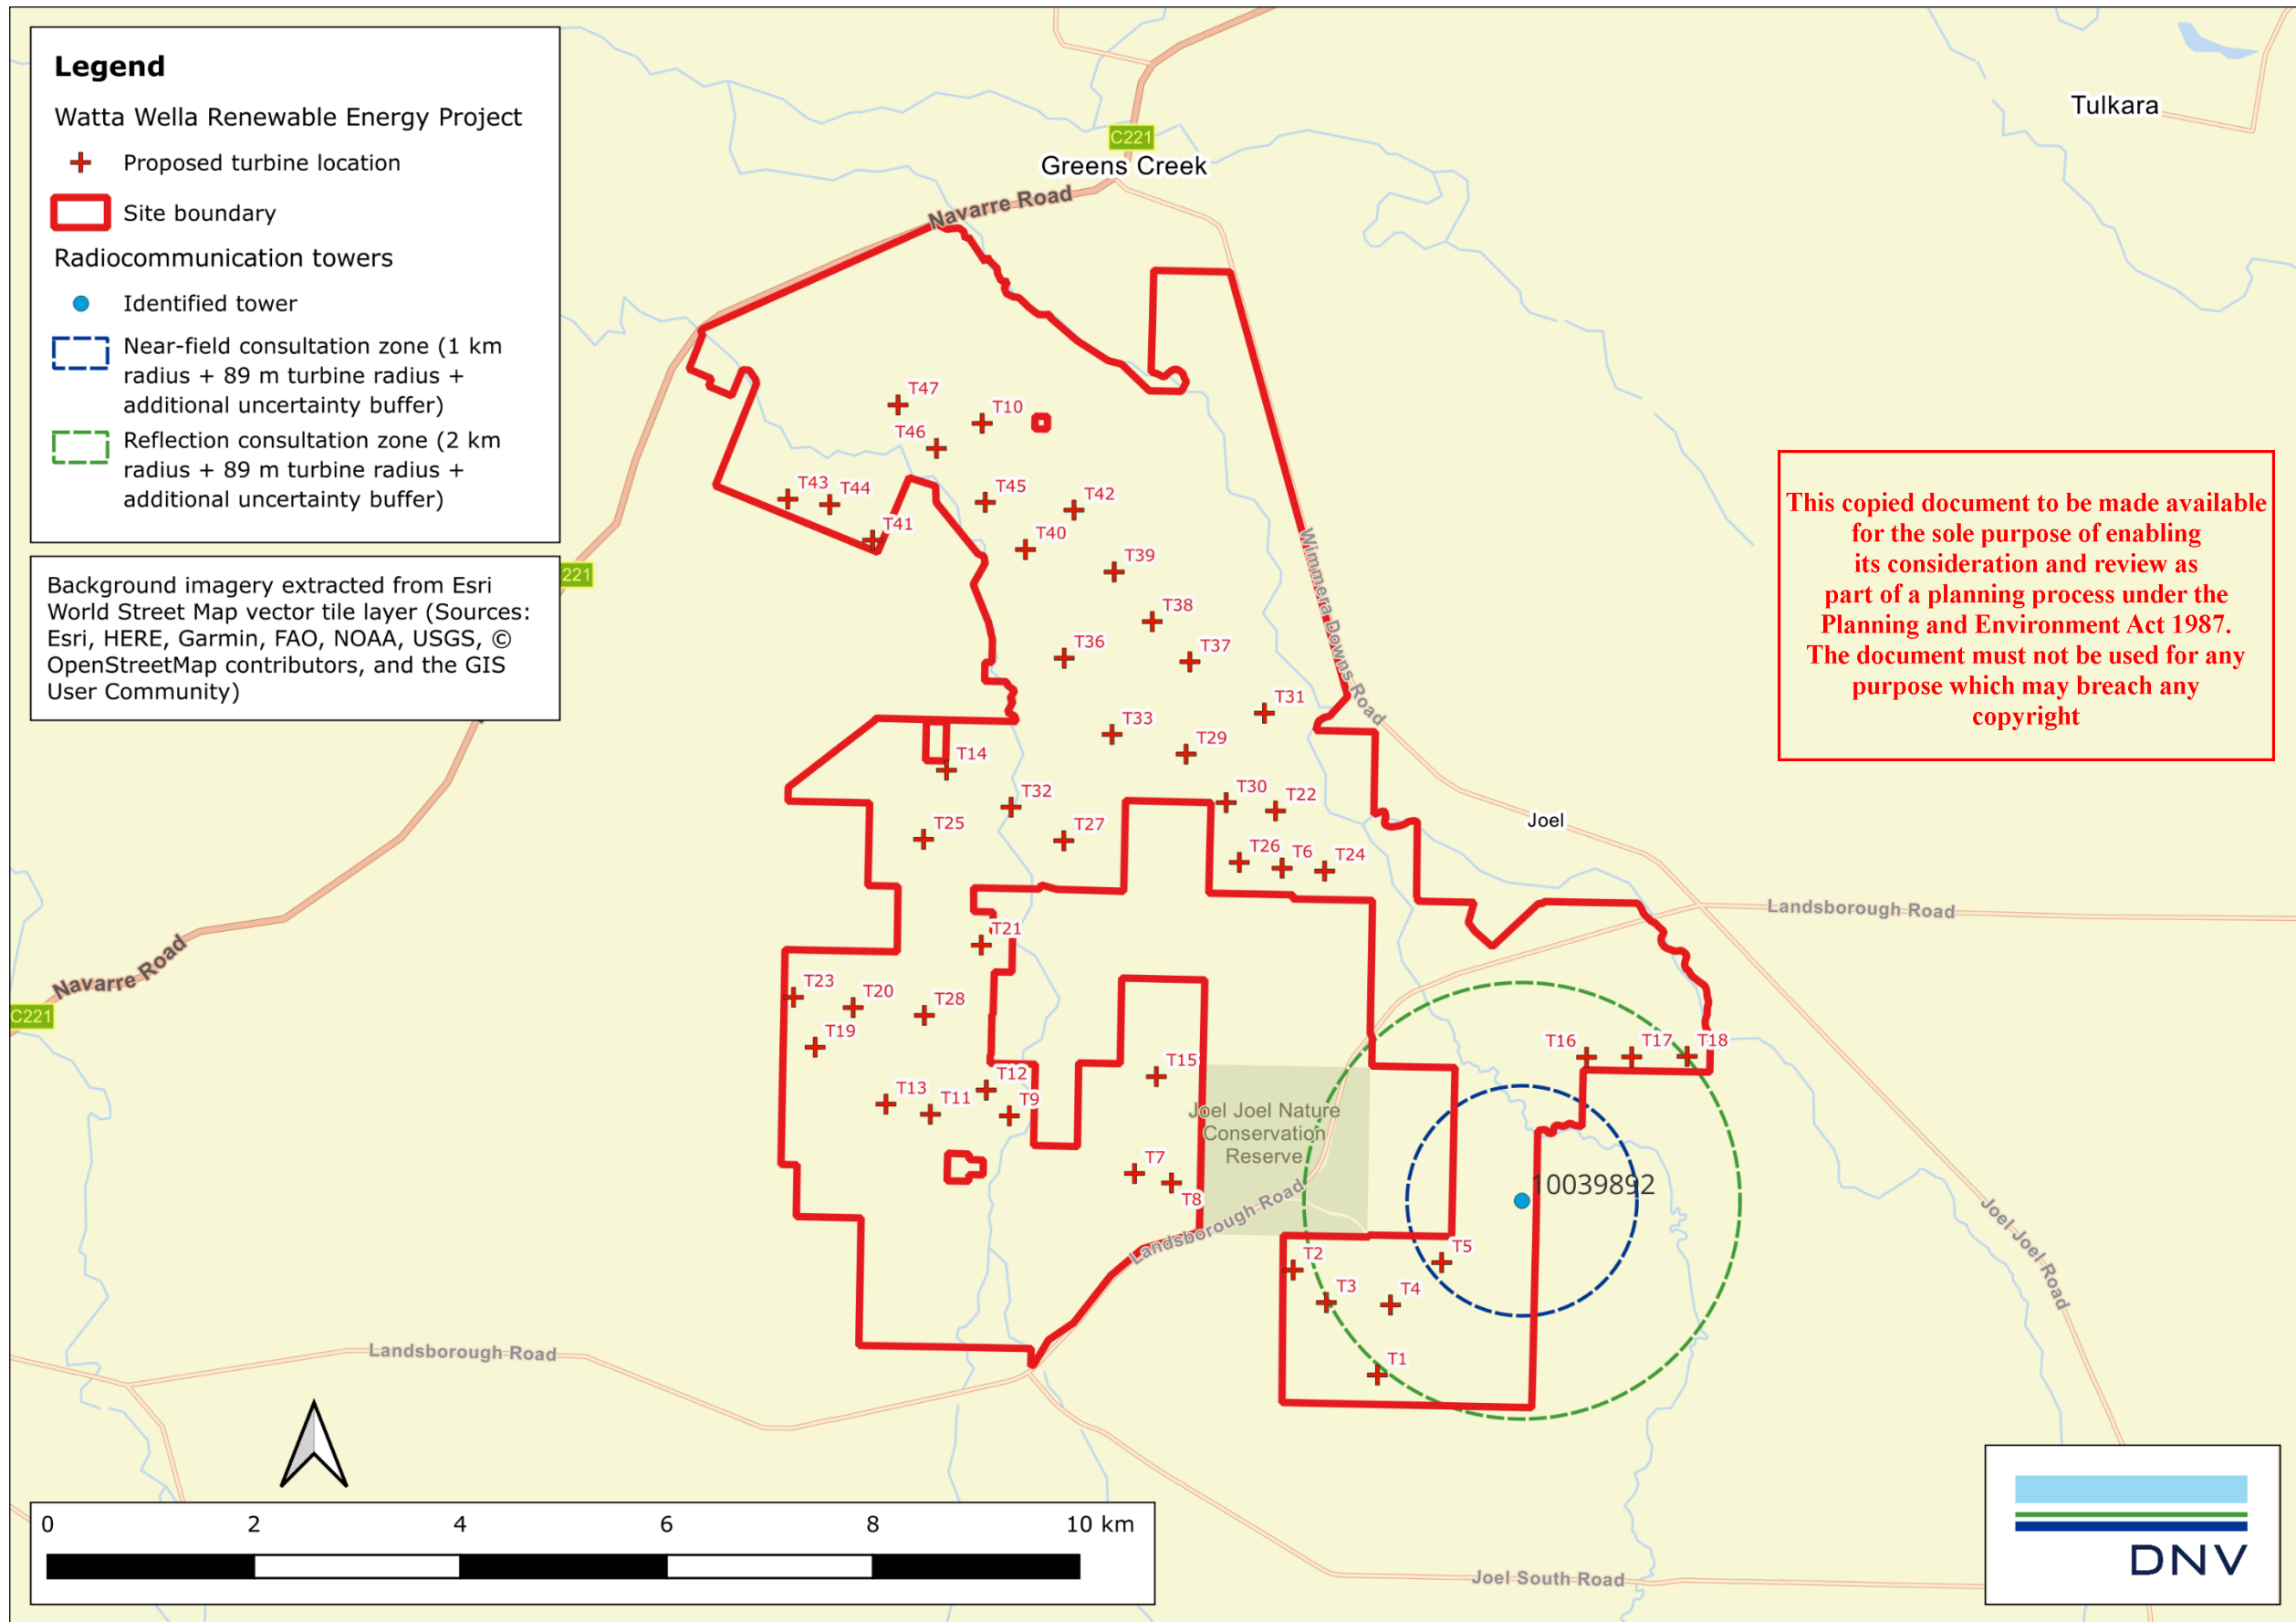 Legend
Watta Wella Renewable Energy Project
Proposed turbine location
Site boundary
Radiocommunication towers
Identified tower
Near-field consultation zone (1 km
radius + 89 m turbine radius +
additional uncertainty buffer)
Reflection consultation zone (2 km
radius + 89 m turbine radius +
additional uncertainty buffer)
Background imagery extracted from Esri
World Street Map vector tile layer (Sources:
Esri, HERE, Garmin, FAO, NOAA, USGS, ©
OpenStreetMap contributors, and the GIS
User Community)
C221
Greens Creek
Navarre Road
Tulkara
This copied document to be made available
for the sole purpose of enabling
its consideration and review as
part of a planning process under the
Planning and Environment Act 1987.
The document must not be used for any
purpose which may breach any
copyright
T47
T10
T46
T43
T44
T45
T42
T41
T40
T39
221
Wimmera Downs Road
T38
T36
T37
T31
T33
T29
T14
T32
T30
T22
Joel
T25
T27
T26
T6
T24
Landsborough Road
T21
Navarre Road
C221
T23
T20
T28
T19
T16
T17
T18
T15
T12
T13
T11
T9
Joel Joel Nature
Conservation
Reserve
T7
T8
10039892
Landsborough Road
Joel Joel Road
T2
T5
T3
T4
T1
Landsborough Road
0 2 4 6 8 10 km
Joel South Road
DNV